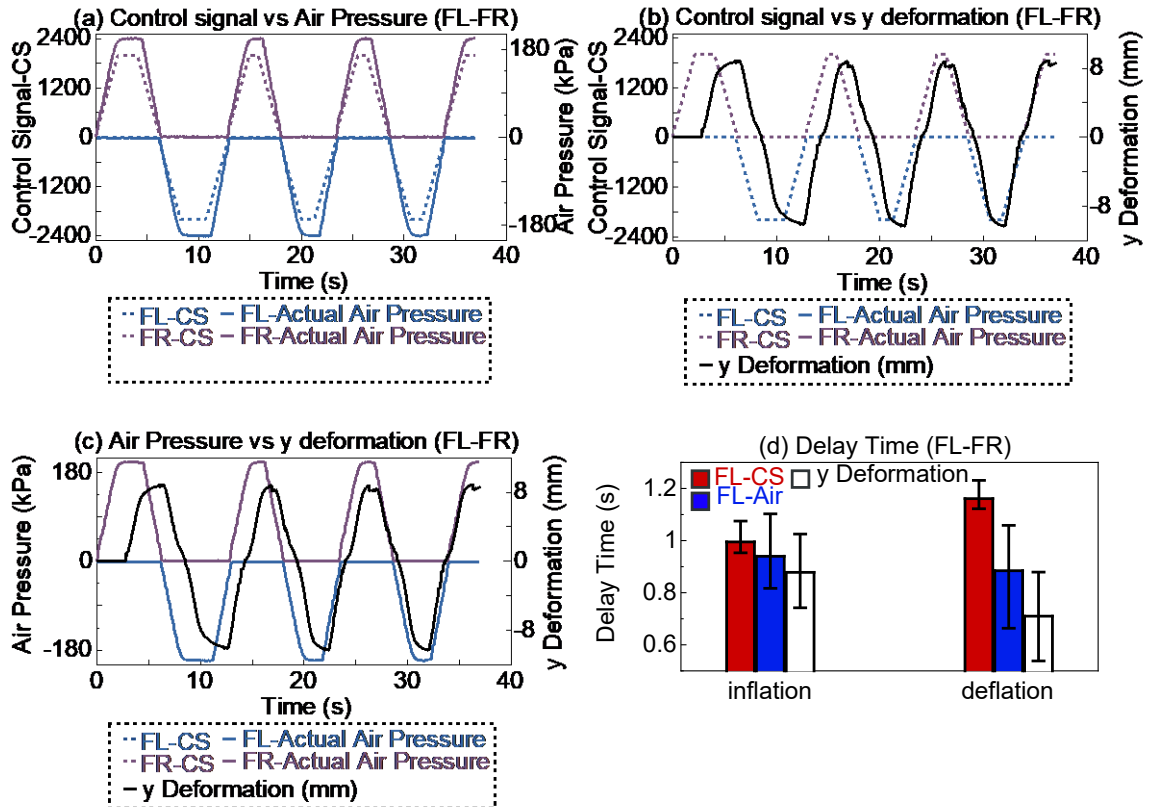 (a) Control signal vs Air Pressure (FL-FR)
Control Signal-CS
2400
1200
0
-1200
-2400
180
0
-180
Air Pressure (kPa)
0 10 20 30 40
Time (s)
FL-CS FL-Actual Air Pressure
FR-CS FR-Actual Air Pressure
(b) Control signal vs y deformation (FL-FR)
Control Signal-CS
2400
1200
0
-1200
-2400
8
0
-8
y Deformation (mm)
0 10 20 30 40
Time (s)
FL-CS FL-Actual Air Pressure
FR-CS FR-Actual Air Pressure
y Deformation (mm)
(c) Air Pressure vs y deformation (FL-FR)
Air Pressure (kPa)
180
0
-180
8
0
-8
y Deformation (mm)
0 10 20 30 40
Time (s)
FL-CS FL-Actual Air Pressure
FR-CS FR-Actual Air Pressure
y Deformation (mm)
(d) Delay Time (FL-FR)
FL-CS y Deformation
FL-Air
Delay Time (s)
1.2
1
0.8
0.6
inflation deflation